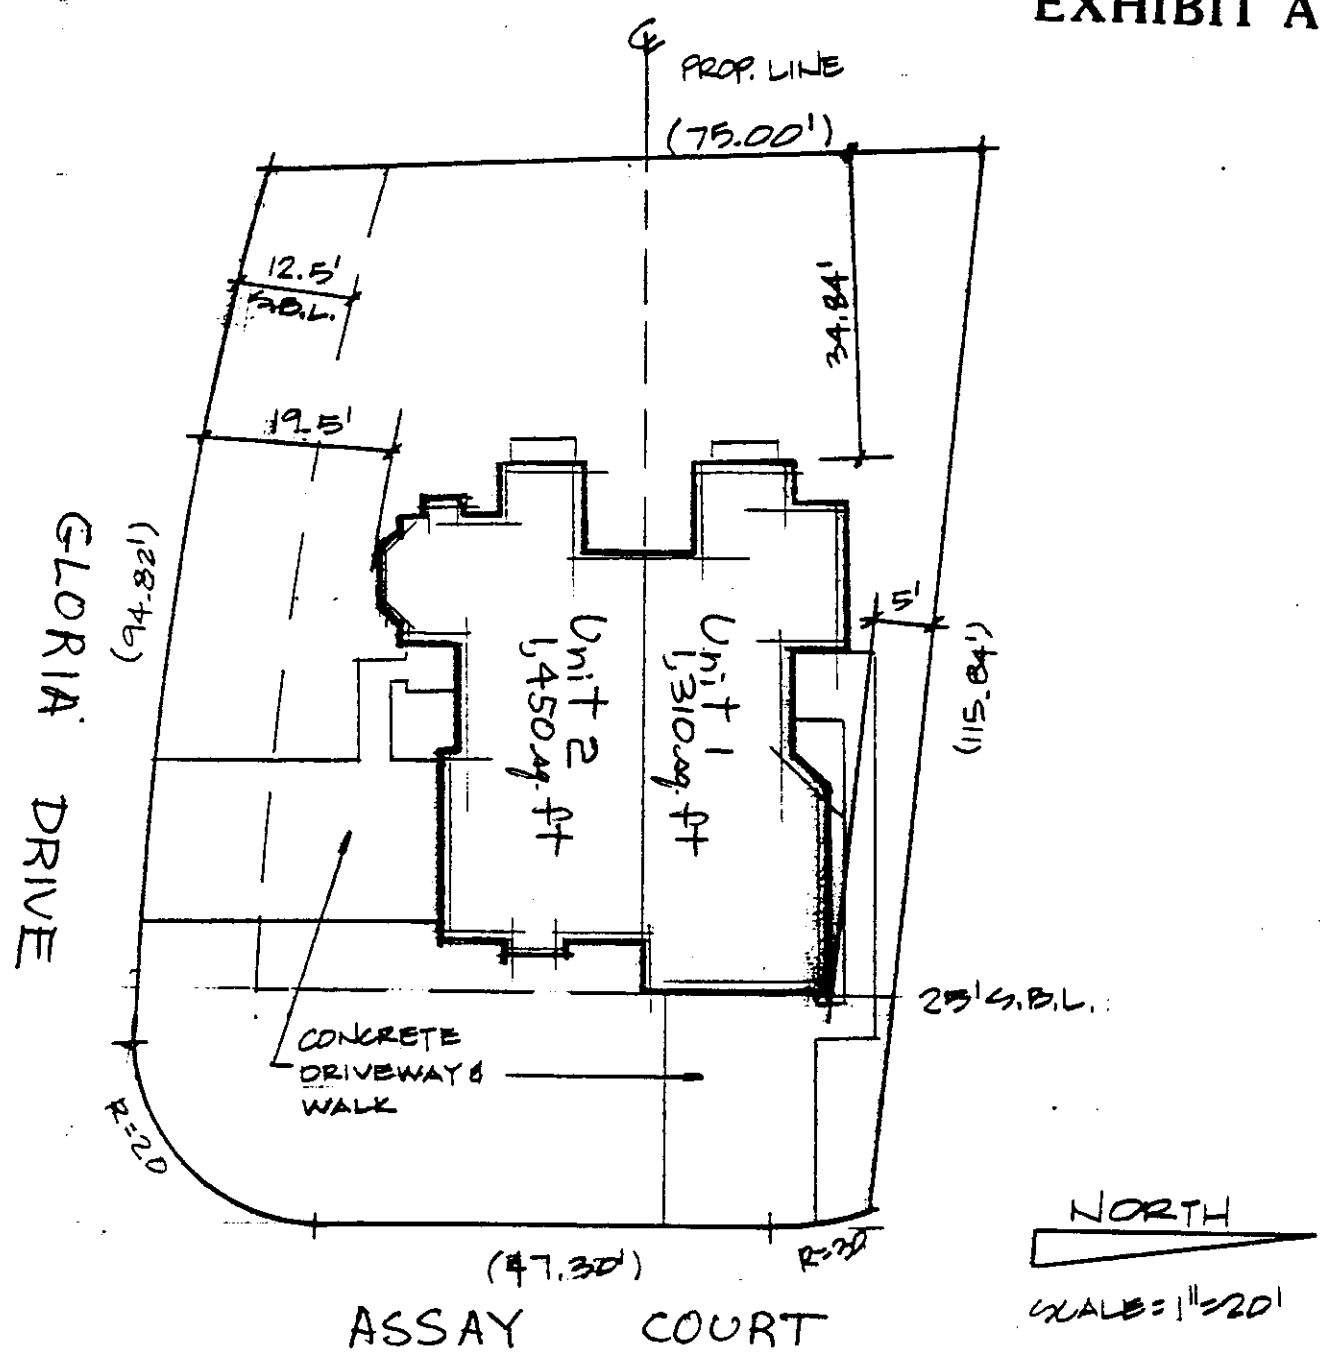 EXHIBIT A
℄
PROP. LINE
(75.00')
12.5'
S.B.L.
34.84'
19.5'
GLORIA DRIVE
(94.82')
5'
(115.84')
Unit 2
1,450 sq. ft
Unit 1
1,310 sq. ft
25' S.B.L.
CONCRETE
DRIVEWAY &
WALK
R=20
(47.30')
R=30
ASSAY COURT
NORTH
SCALE=1"=20'